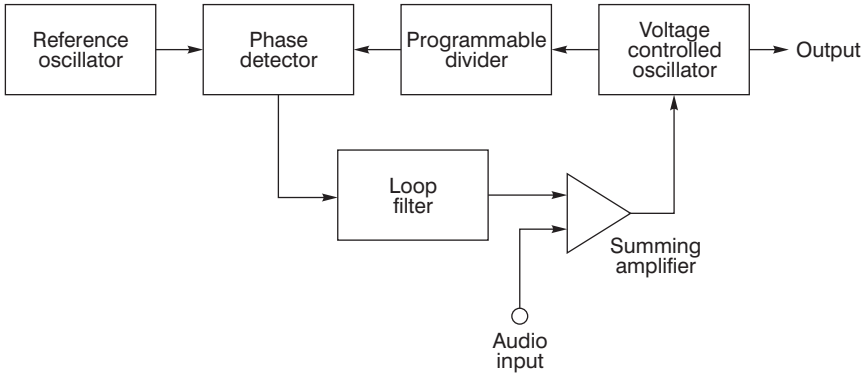 Reference
oscillator
Phase
detector
Programmable
divider
Voltage
controlled
oscillator
Output
Loop
filter
Summing
amplifier
Audio
input